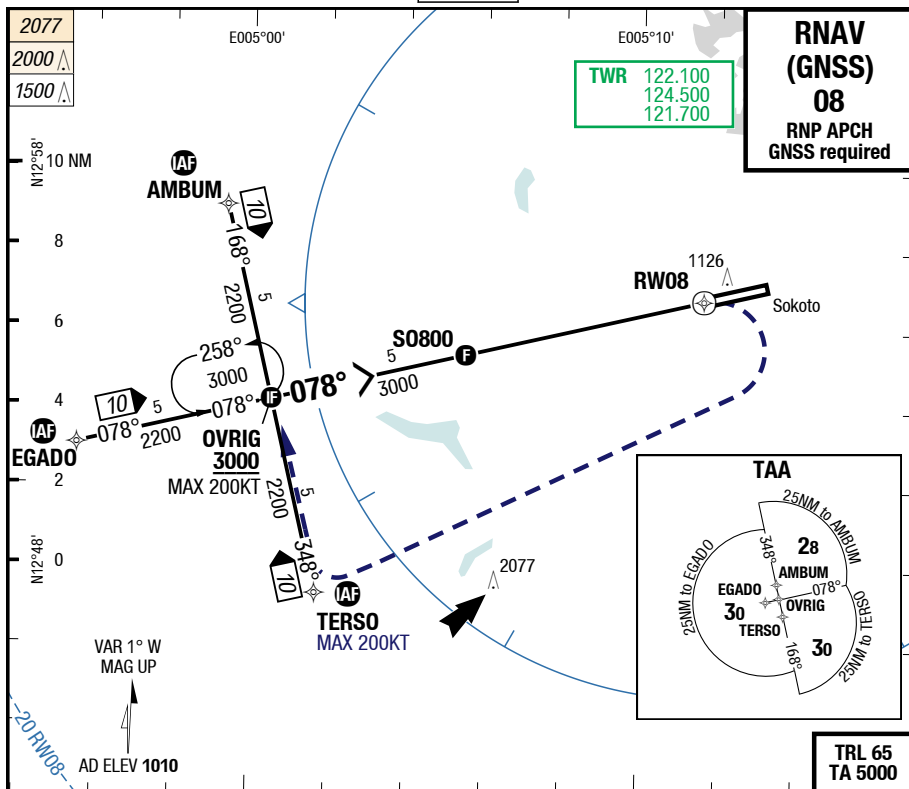 2077
2000
1500
E005°00'
E005°10'
RNAV
(GNSS)
08
RNP APCH
GNSS required
TWR 122.100
124.500
121.700
N12°58'
10 NM
8
6
4
2
0
N12°48'
IAF
AMBUM
10
168°
2200
5
258°
3000
IAF
EGADO
10
078°
5
2200
078°
IF
OVRIG
3000
MAX 200KT
078°
5
3000
SO800
F
RW08
1126
Sokoto
2200
5
348°
10
IAF
TERSO
MAX 200KT
2077
TAA
25NM to AMBUM
25NM to EGADO
25NM to TERSO
348°
28
AMBUM
078°
EGADO
OVRIG
30
TERSO
168°
30
VAR 1° W
MAG UP
20 RW08
AD ELEV 1010
TRL 65
TA 5000